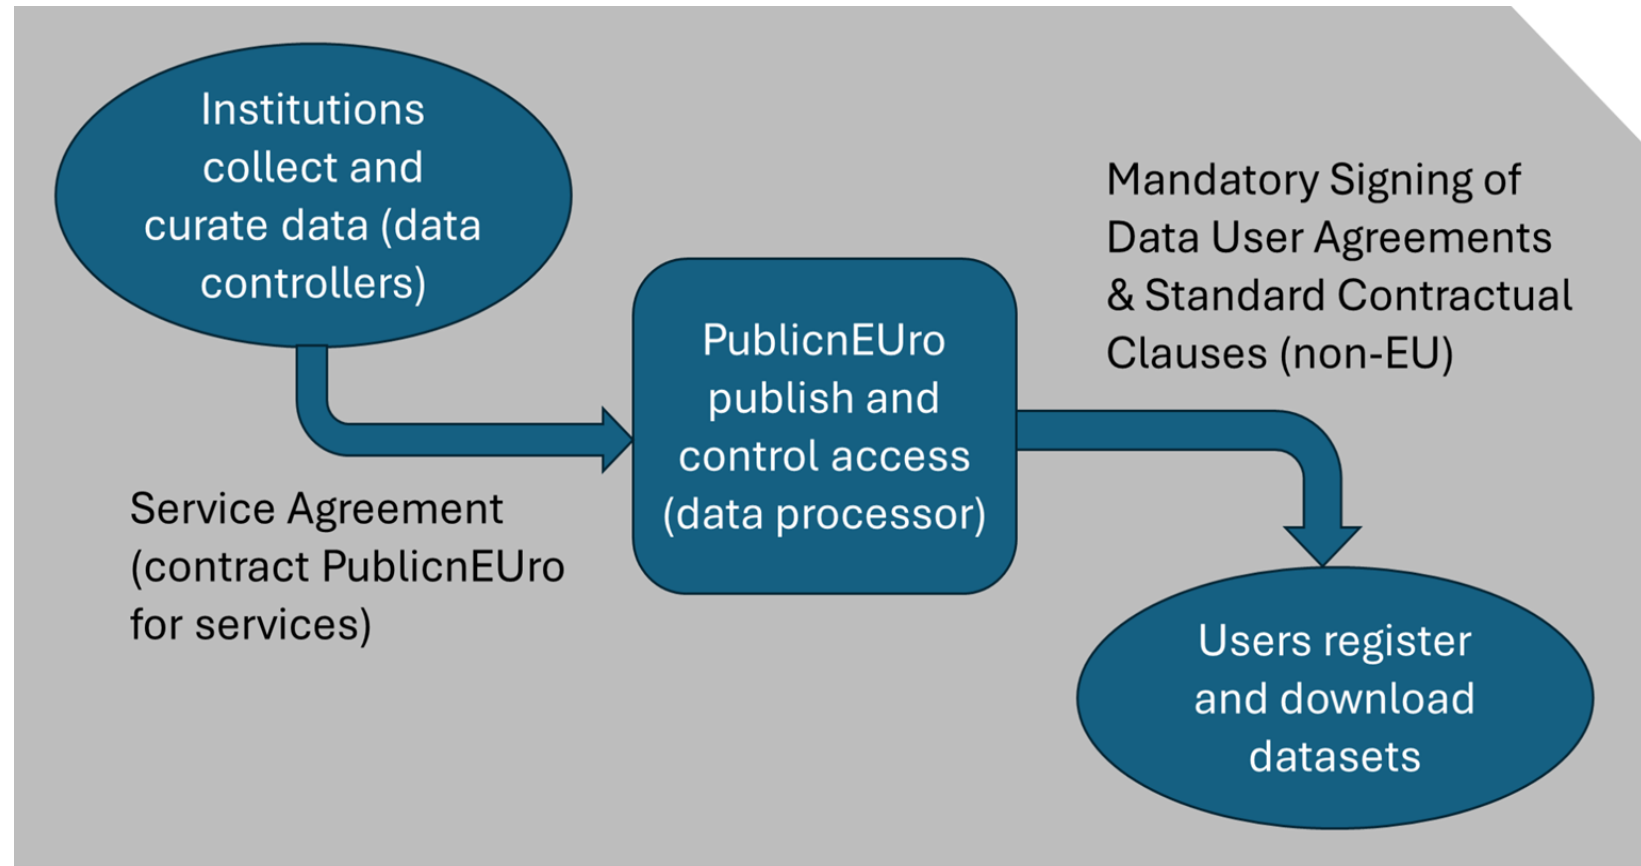 Institutions
collect and
curate data (data
controllers)
Service Agreement
(contract PublicnEUro
for services)
PublicnEUro
publish and
control access
(data processor)
Mandatory Signing of
Data User Agreements
& Standard Contractual
Clauses (non-EU)
Users register
and download
datasets